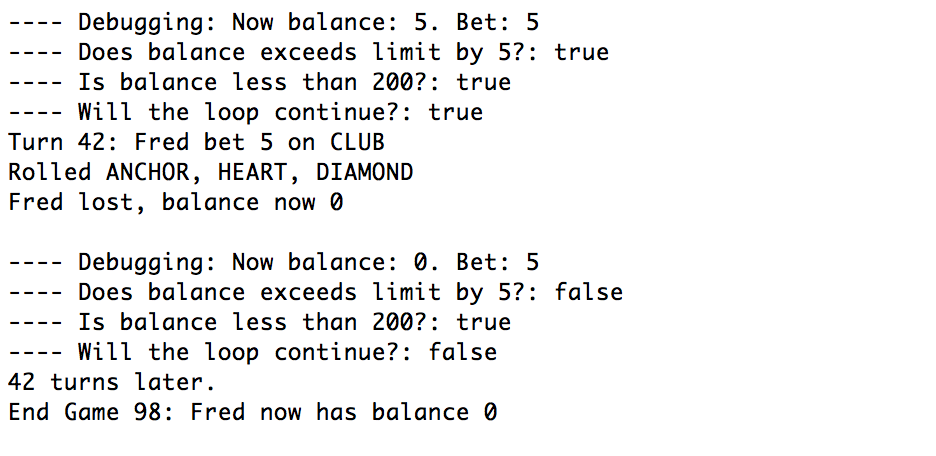 ---- Debugging: Now balance: 5. Bet: 5
---- Does balance exceeds limit by 5?: true
---- Is balance less than 200?: true
---- Will the loop continue?: true
Turn 42: Fred bet 5 on CLUB
Rolled ANCHOR, HEART, DIAMOND
Fred lost, balance now 0
---- Debugging: Now balance: 0. Bet: 5
---- Does balance exceeds limit by 5?: false
---- Is balance less than 200?: true
---- Will the loop continue?: false
42 turns later.
End Game 98: Fred now has balance 0